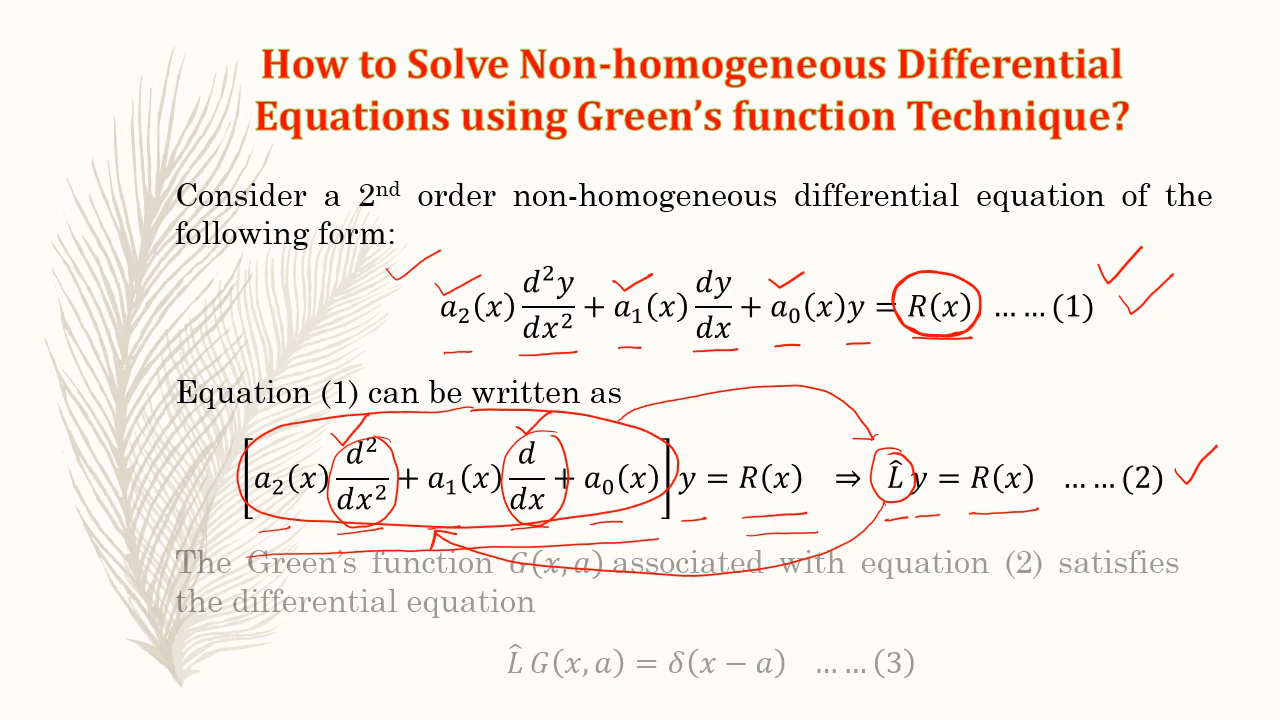 How to Solve Non-homogeneous Differential
Equations using Green's function Technique?
Consider a 2ⁿᵈ order non-homogeneous differential equation of the
following form:
a₂(x) d²y/dx² + a₁(x) dy/dx + a₀(x)y = R(x) … … (1)
Equation (1) can be written as
[a₂(x) d²/dx² + a₁(x) d/dx + a₀(x)] y = R(x) ⇒ L̂ y = R(x) … … (2)
The Green's function G(x, a) associated with equation (2) satisfies
the differential equation
L̂ G(x, a) = δ(x − a) … … (3)